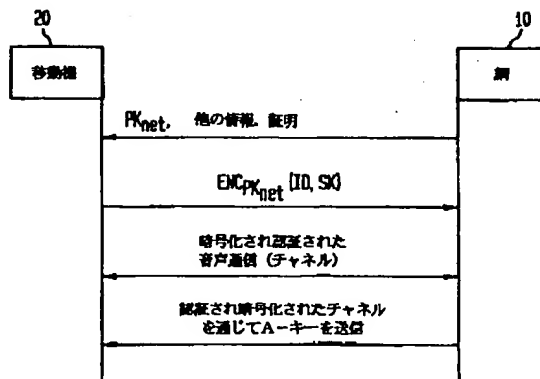 20
10
移動機
網
PKnet, 他の情報, 証明
ENCPKnet{ID, SK}
暗号化され認証された
音声通信(チャネル)
認証され暗号化されたチャネル
を通じてA-キーを送信